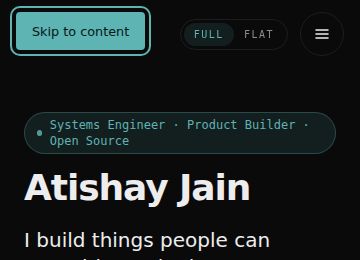 Skip to content
FULL FLAT
Systems Engineer · Product Builder ·
Open Source
Atishay Jain
I build things people can